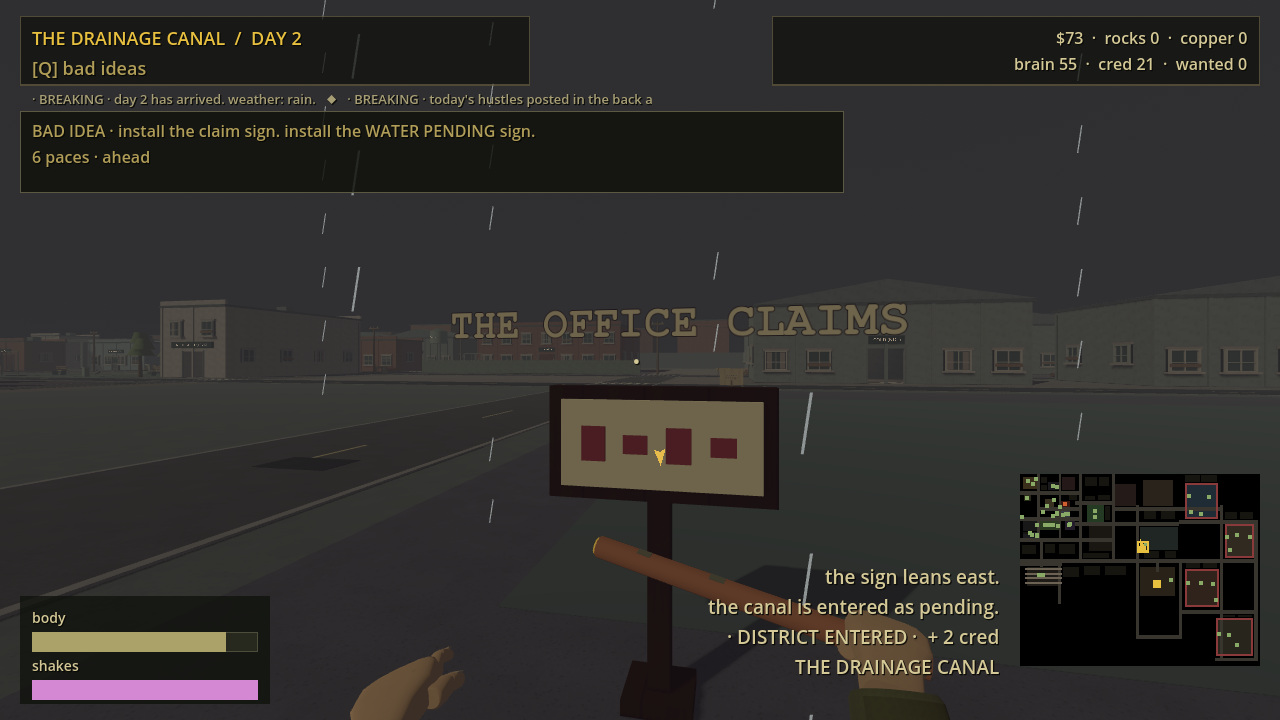 THE DRAINAGE CANAL / DAY 2
[Q] bad ideas
$73 · rocks 0 · copper 0
brain 55 · cred 21 · wanted 0
· BREAKING · day 2 has arrived. weather: rain. ◆ · BREAKING · today's hustles posted in the back a
BAD IDEA · install the claim sign. install the WATER PENDING sign.
6 paces · ahead
THE OFFICE CLAIMS
the sign leans east.
the canal is entered as pending.
· DISTRICT ENTERED · + 2 cred
THE DRAINAGE CANAL
body
shakes